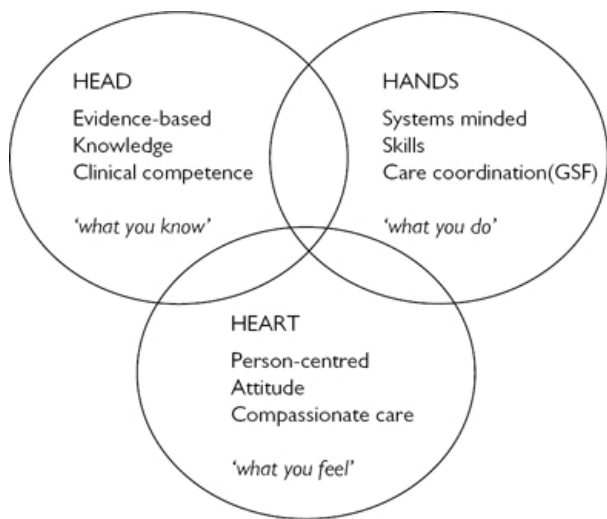 HEAD
Evidence-based
Knowledge
Clinical competence
‘what you know’
HANDS
Systems minded
Skills
Care coordination(GSF)
‘what you do’
HEART
Person-centred
Attitude
Compassionate care
‘what you feel’